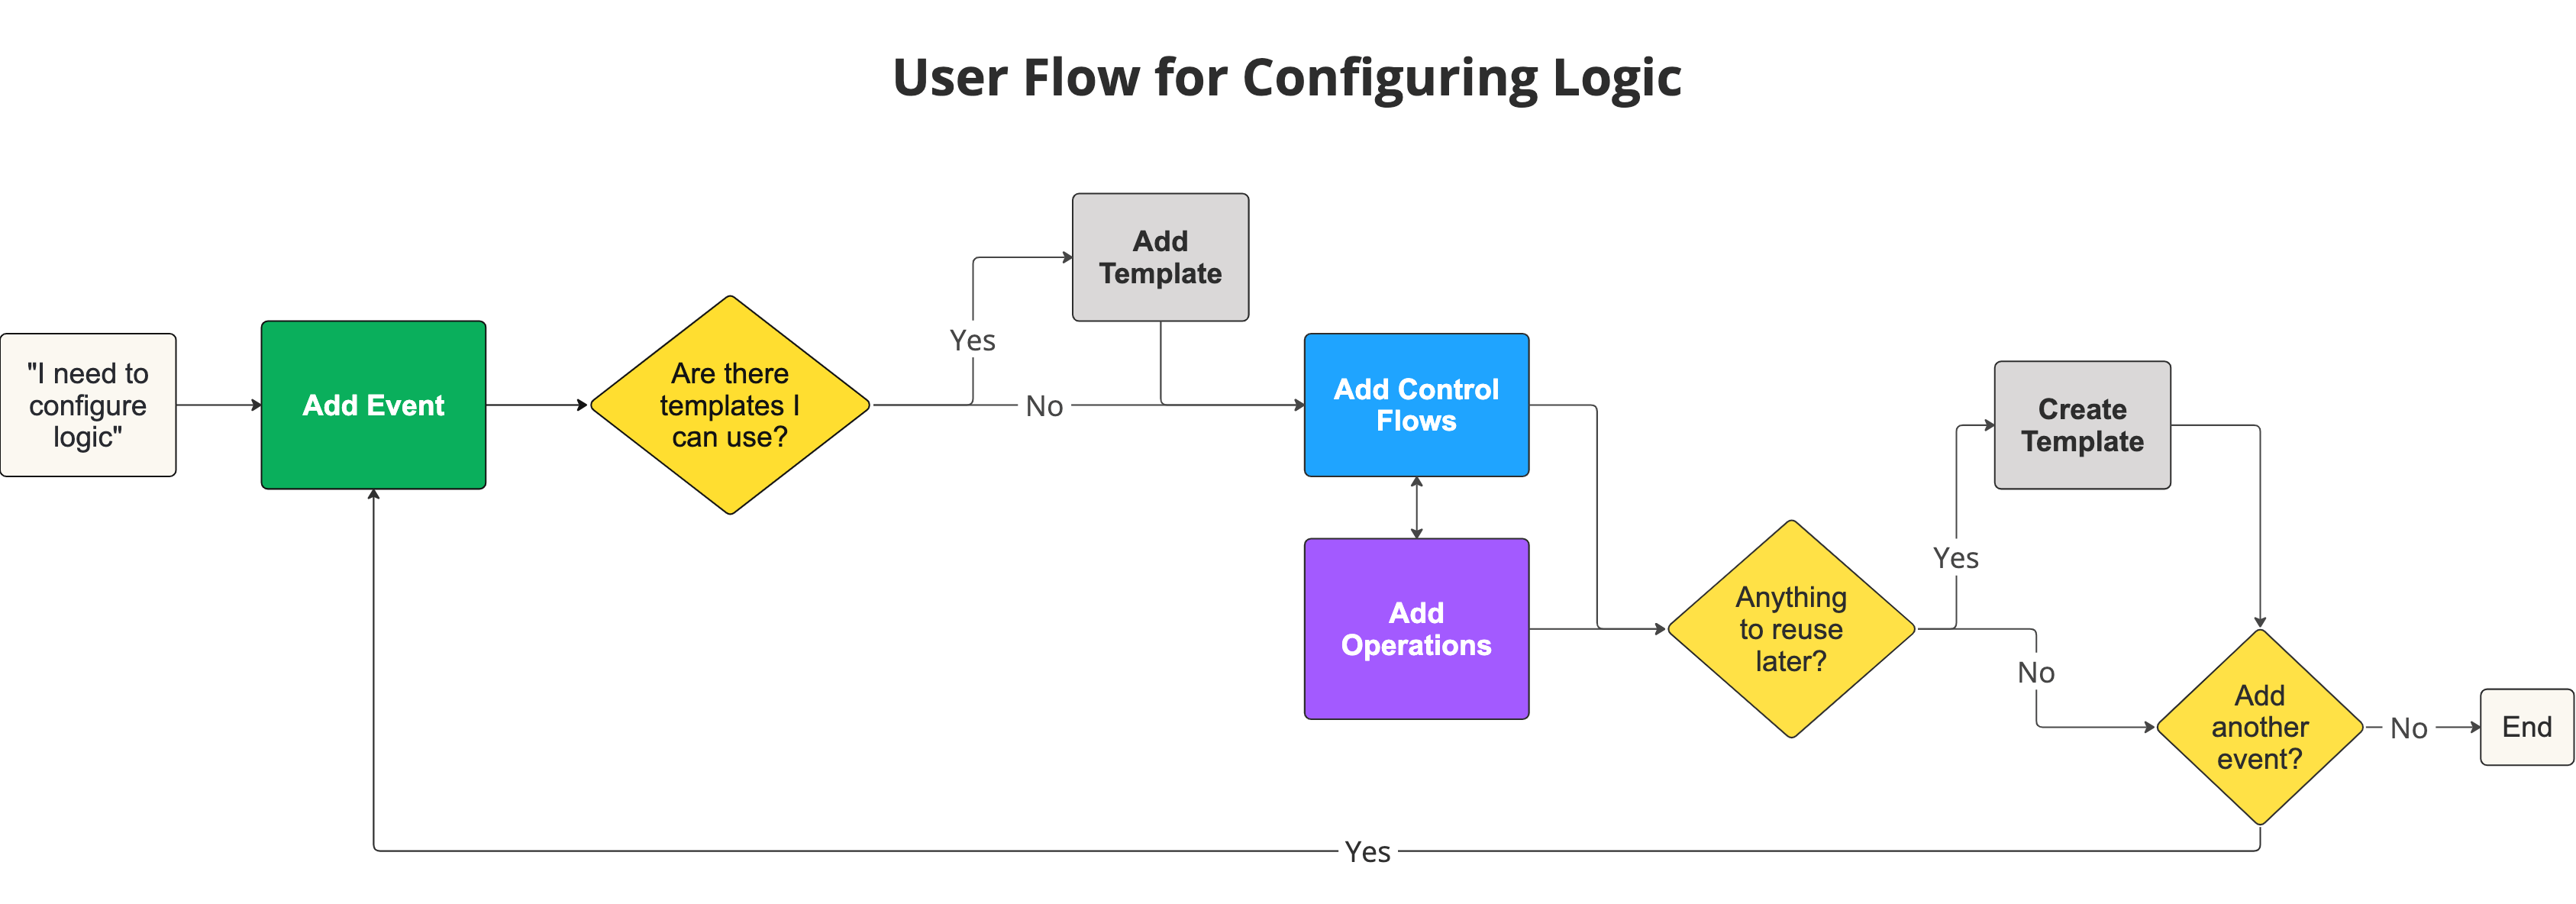 User Flow for Configuring Logic
"I need to
configure
logic"
Add Event
Are there
templates I
can use?
Yes
No
Add
Template
Add Control
Flows
Add
Operations
Anything
to reuse
later?
Yes
No
Create
Template
Add
another
event?
No
End
Yes